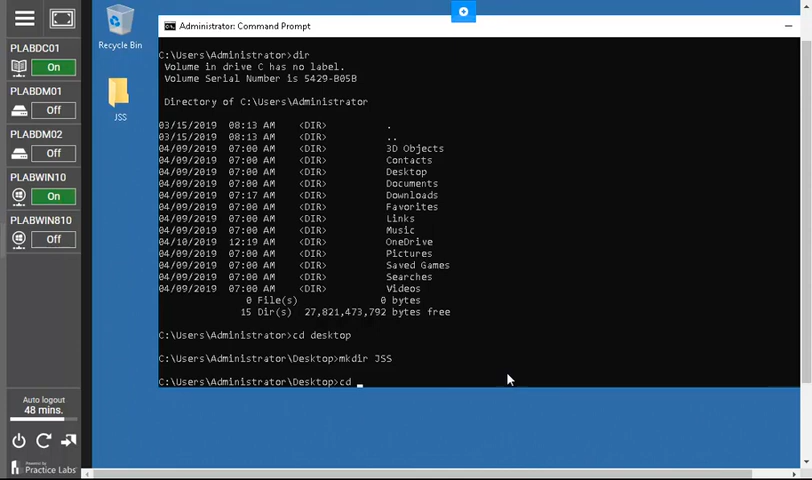 PLABDC01
On
PLABDM01
Off
PLABDM02
Off
PLABWIN10
On
PLABWIN810
Off
Auto logout
48 mins.
Powered by
Practice Labs
Recycle Bin
JSS
Administrator: Command Prompt
C:\Users\Administrator>dir
Volume in drive C has no label.
Volume Serial Number is 5429-B05B
Directory of C:\Users\Administrator
03/15/2019 08:13 AM <DIR> .
03/15/2019 08:13 AM <DIR> ..
04/09/2019 07:00 AM <DIR> 3D Objects
04/09/2019 07:00 AM <DIR> Contacts
04/09/2019 07:00 AM <DIR> Desktop
04/09/2019 07:00 AM <DIR> Documents
04/09/2019 07:17 AM <DIR> Downloads
04/09/2019 07:00 AM <DIR> Favorites
04/09/2019 07:00 AM <DIR> Links
04/09/2019 07:00 AM <DIR> Music
04/10/2019 12:19 AM <DIR> OneDrive
04/09/2019 07:00 AM <DIR> Pictures
04/09/2019 07:00 AM <DIR> Saved Games
04/09/2019 07:00 AM <DIR> Searches
04/09/2019 07:00 AM <DIR> Videos
0 File(s) 0 bytes
15 Dir(s) 27,821,473,792 bytes free
C:\Users\Administrator>cd desktop
C:\Users\Administrator\Desktop>mkdir JSS
C:\Users\Administrator\Desktop>cd